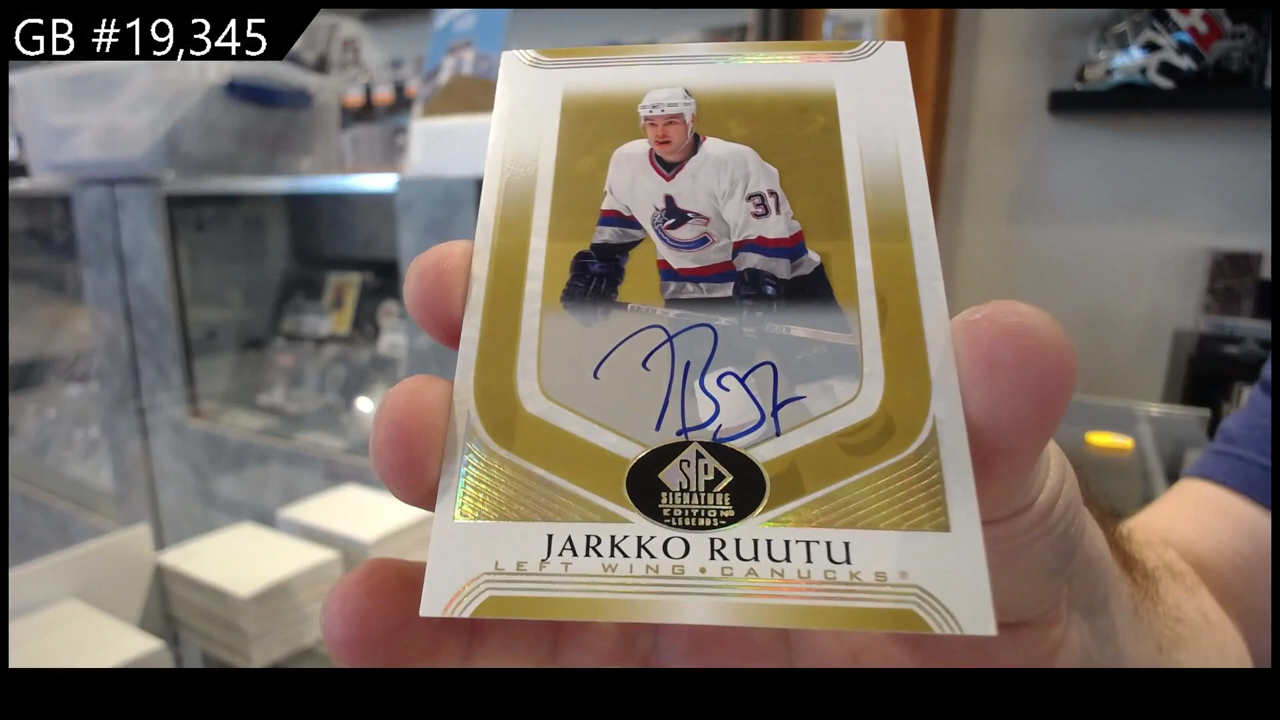 GB #19,345
37
SP
SIGNATURE
EDITION
-LEGENDS-
JARKKO RUUTU
LEFT WING • CANUCKS®